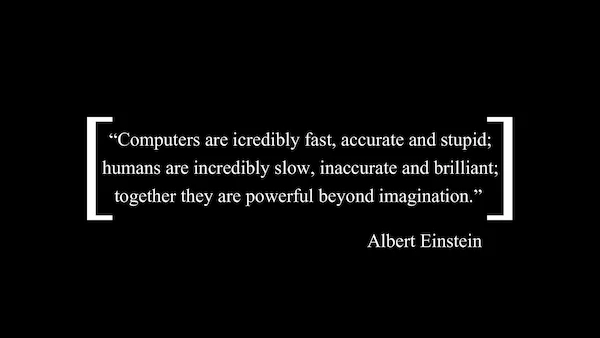 “Computers are icredibly fast, accurate and stupid;
humans are incredibly slow, inaccurate and brilliant;
together they are powerful beyond imagination.”
Albert Einstein